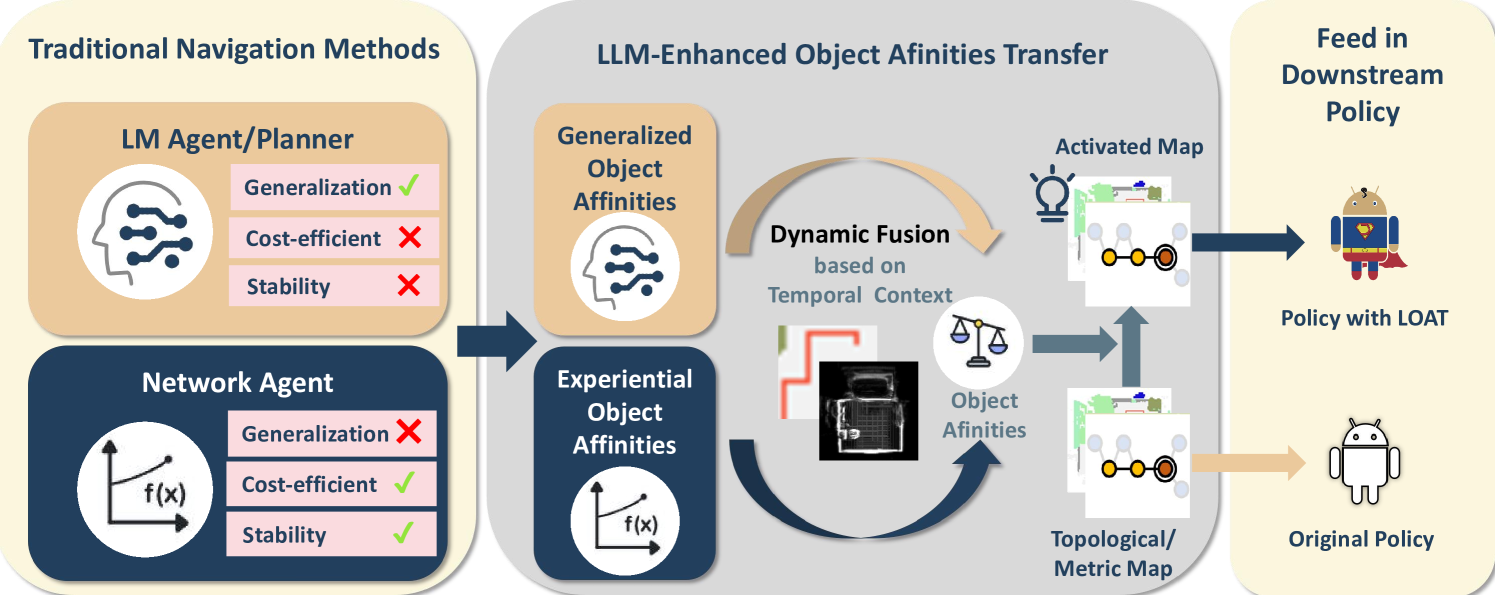 Traditional Navigation Methods
LM Agent/Planner
Generalization
Cost-efficient
Stability
Network Agent
Generalization
Cost-efficient
Stability
f(x)
LLM-Enhanced Object Afinities Transfer
Generalized
Object
Affinities
Experiential
Object
Affinities
f(x)
Dynamic Fusion
based on
Temporal Context
Object
Afinities
Activated Map
Topological/
Metric Map
Feed in
Downstream
Policy
Policy with LOAT
Original Policy